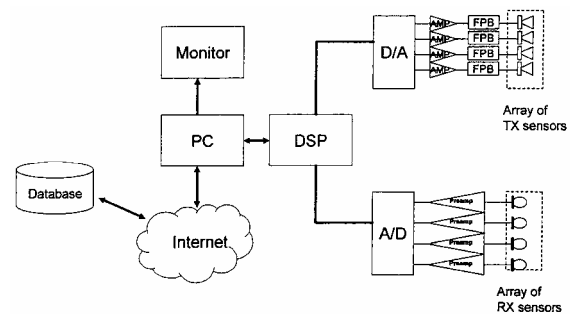 Monitor
PC
DSP
Database
Internet
D/A
AMP FPB
AMP FPB
AMP FPB
AMP FPB
Array of
TX sensors
A/D
Preamp
Preamp
Preamp
Preamp
Array of
RX sensors